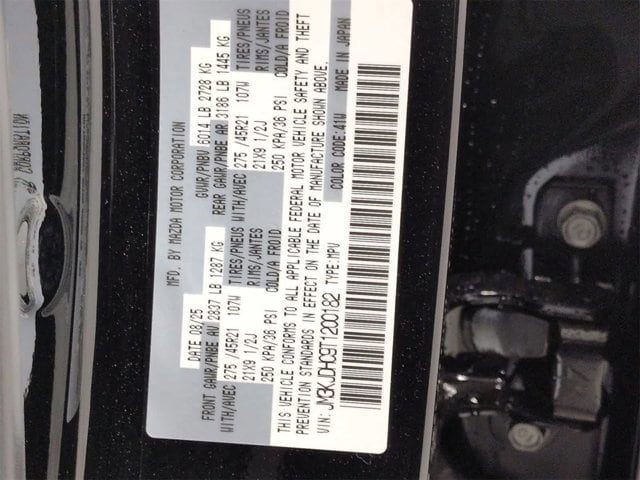 MFD. BY MAZDA MOTOR CORPORATION
DATE 08/25 GVWR/PNBV 6014 LB 2728 KG
FRONT GAWR/PNBE AV 2837 LB 1287 KG REAR GAWR/PNBE AR 3186 LB 1445 KG
WITH/AVEC 275 /45R21 107W TIRES/PNEUS WITH/AVEC 275 /45R21 107W TIRES/PNEUS
21X9 1/2J RIMS/JANTES 21X9 1/2J RIMS/JANTES
250 KPA/36 PSI COLD/A FROID 250 KPA/36 PSI COLD/A FROID
THIS VEHICLE CONFORMS TO ALL APPLICABLE FEDERAL MOTOR VEHICLE SAFETY AND THEFT
PREVENTION STANDARDS IN EFFECT ON THE DATE OF MANUFACTURE SHOWN ABOVE.
VIN: JM3KJDHC9T1200182 TYPE:MPV COLOR CODE:41W MADE IN JAPAN